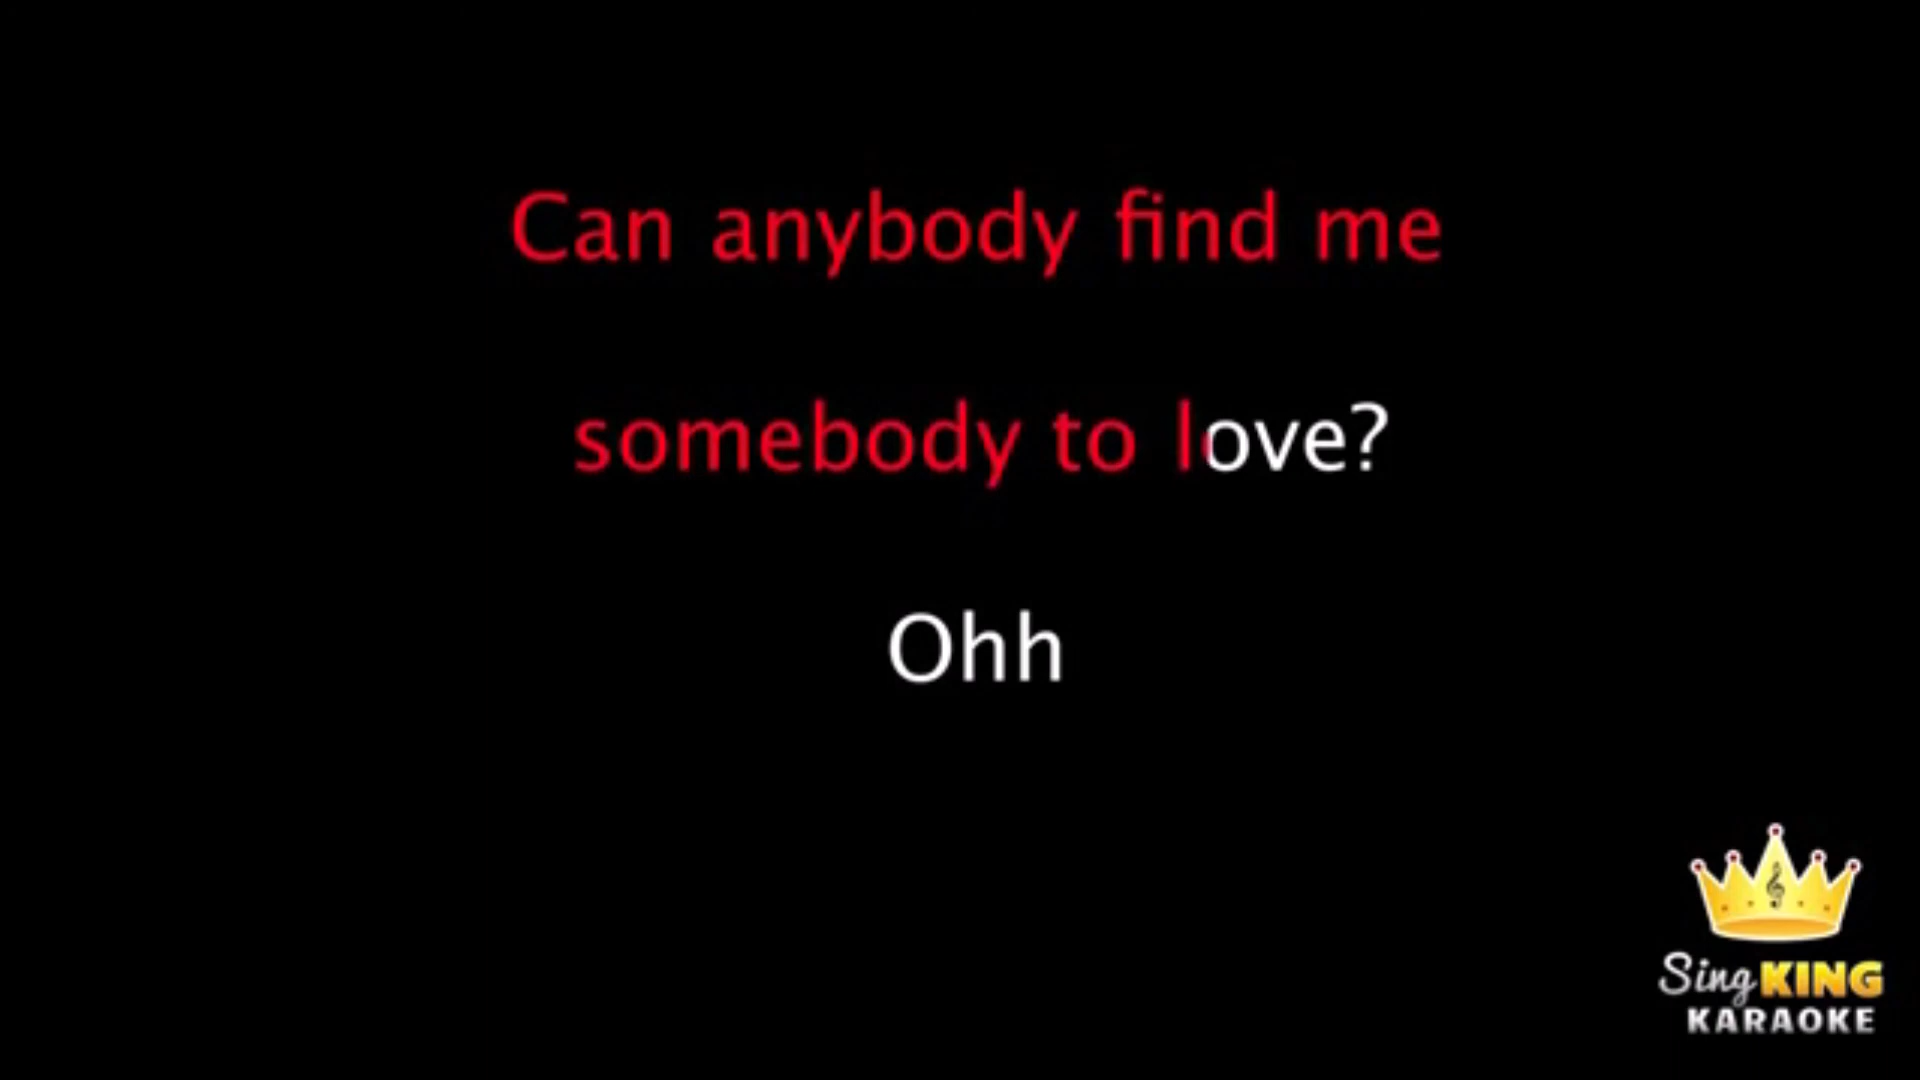 Can anybody find me
somebody to love?
Ohh
Sing KING
KARAOKE